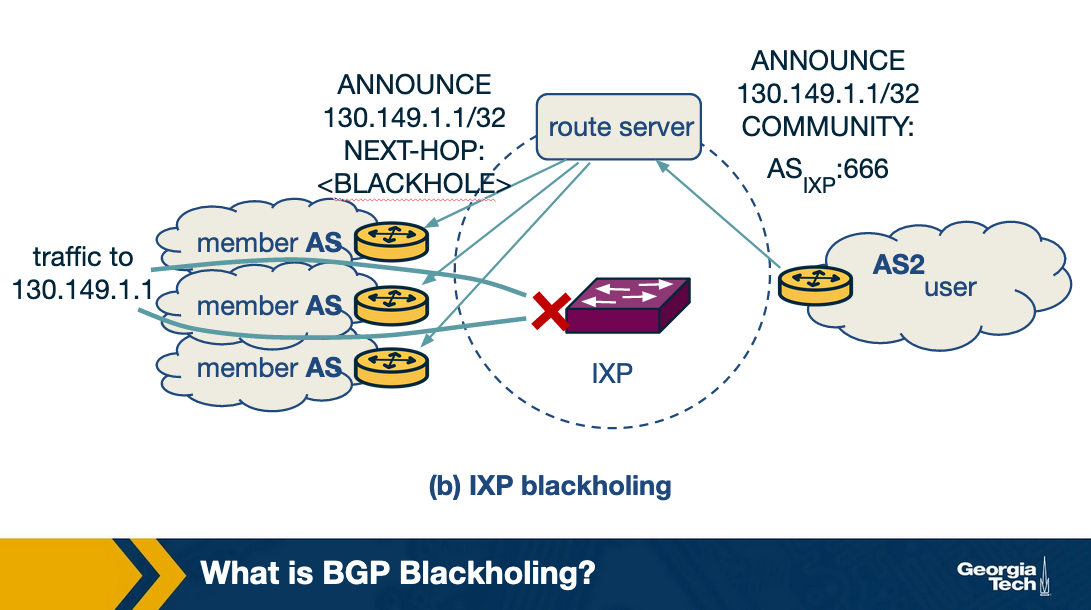 ANNOUNCE
130.149.1.1/32
NEXT-HOP:
<BLACKHOLE>
route server
ANNOUNCE
130.149.1.1/32
COMMUNITY:
ASIXP:666
traffic to
130.149.1.1
member AS
member AS
member AS
IXP
AS2
user
(b) IXP blackholing
What is BGP Blackholing?
Georgia
Tech